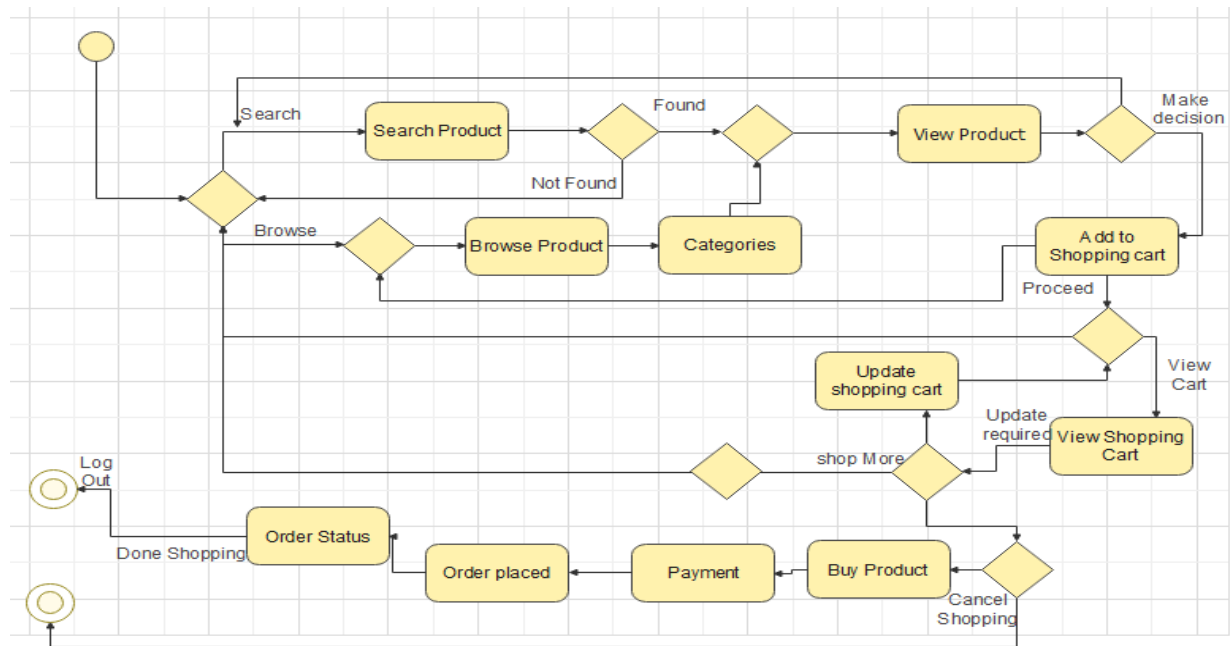 Search
Search Product
Found
View Product
Make
decision
Not Found
Browse
Browse Product
Categories
Add to
Shopping cart
Proceed
Update
shopping cart
View
Cart
Update
required
View Shopping
Cart
shop More
Log
Out
Order Status
Done Shopping
Order placed
Payment
Buy Product
Cancel
Shopping